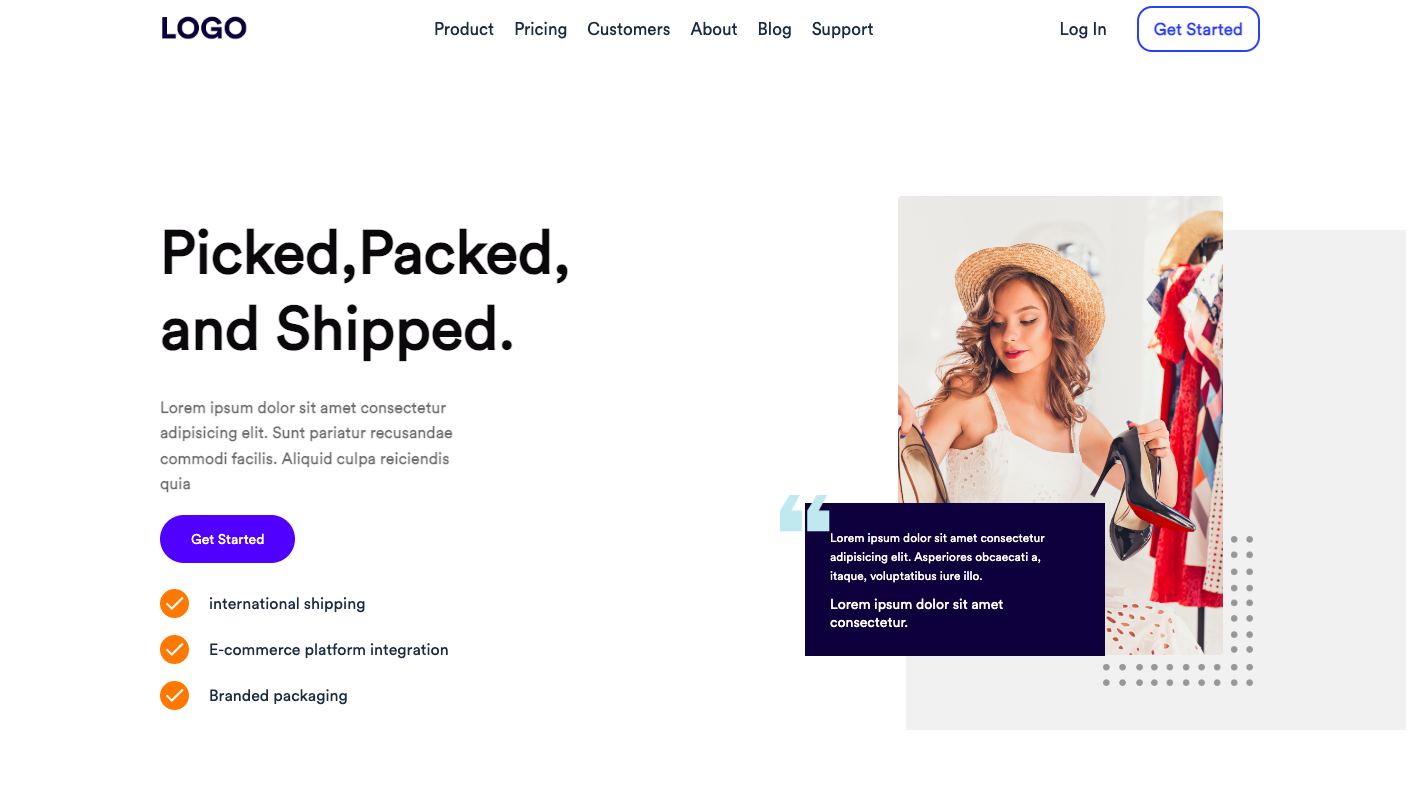 LOGO
Product Pricing Customers About Blog Support
Log In
Get Started
Picked,Packed,
and Shipped.
Lorem ipsum dolor sit amet consectetur
adipisicing elit. Sunt pariatur recusandae
commodi facilis. Aliquid culpa reiciendis
quia
Get Started
international shipping
E-commerce platform integration
Branded packaging
“
Lorem ipsum dolor sit amet consectetur
adipisicing elit. Asperiores obcaecati a,
itaque, voluptatibus iure illo.
Lorem ipsum dolor sit amet
consectetur.